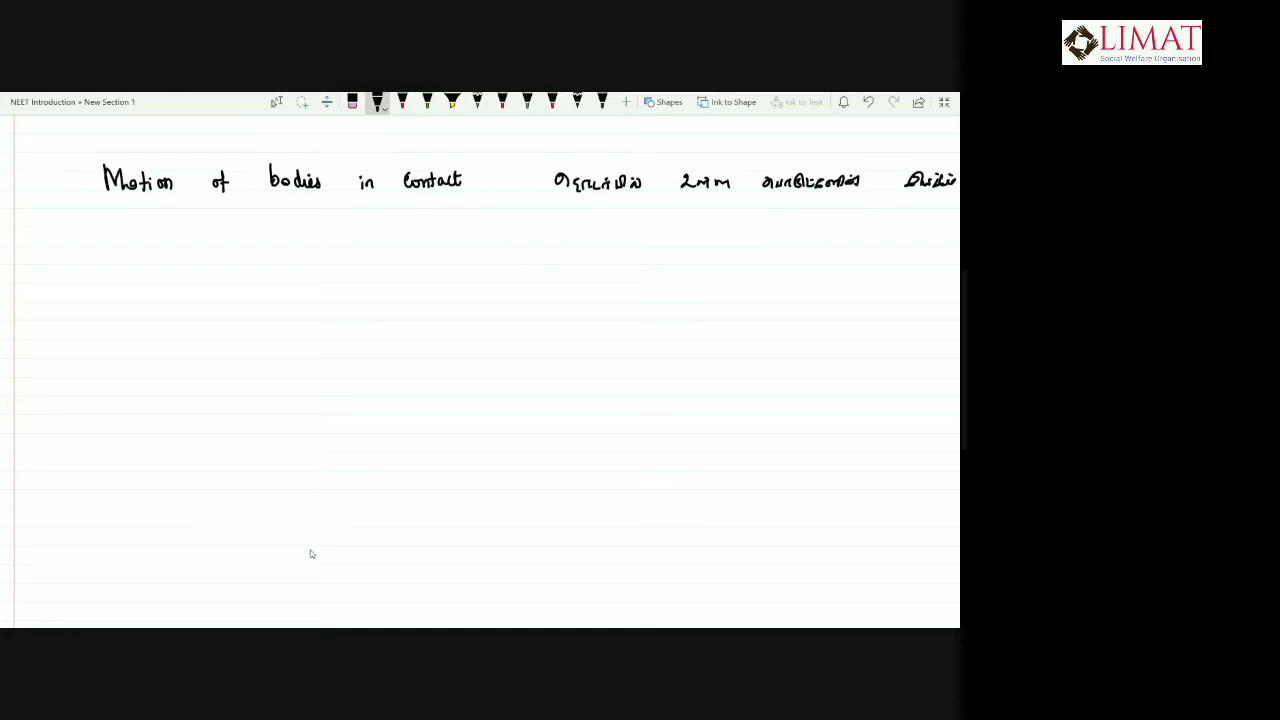 LIMAT
Social Welfare Organisation
NEET Introduction » New Section 1
Shapes
Ink to Shape
Ink to Text
Motion of bodies in contact தொடர்பில் உள்ள பொருட்களின்